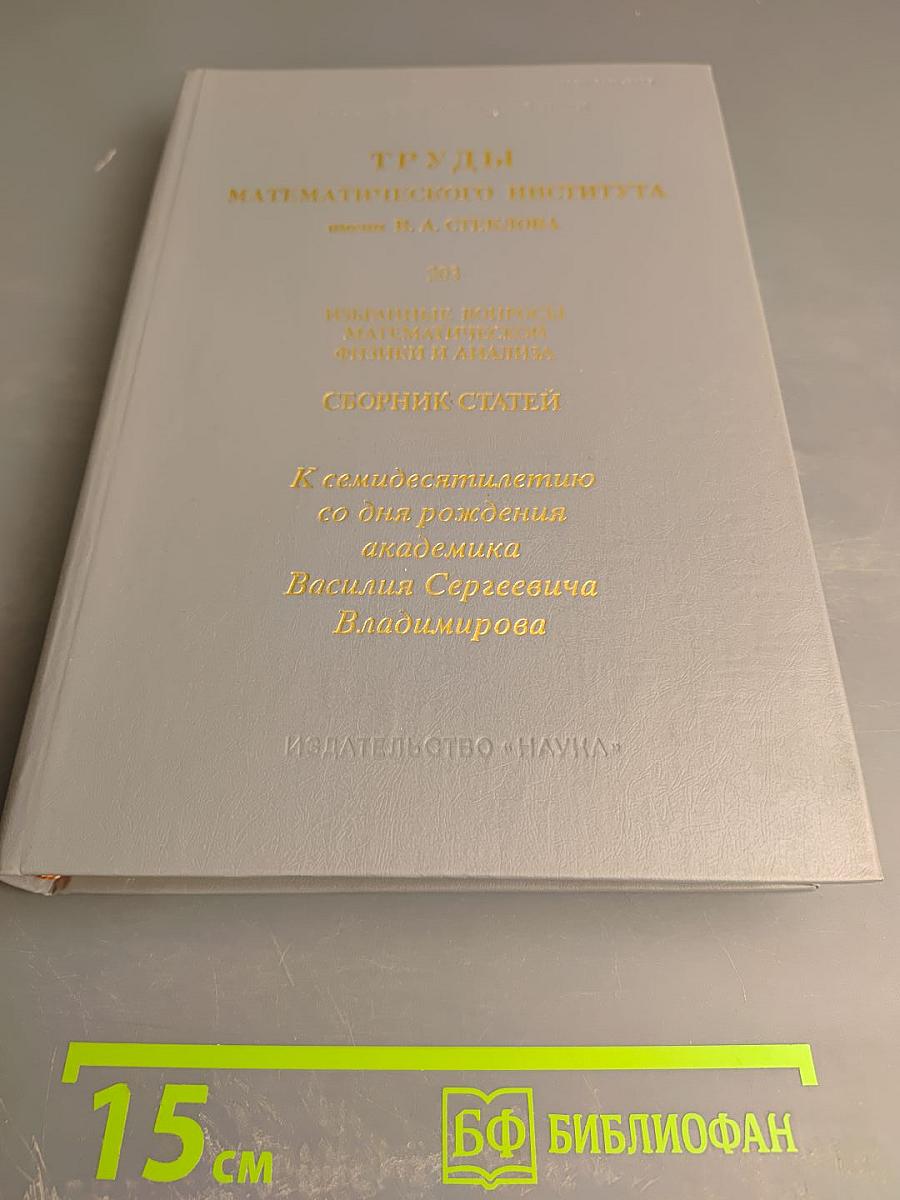 ТРУДЫ
МАТЕМАТИЧЕСКОГО ИНСТИТУТА
имени В. А. СТЕКЛОВА
203
ИЗБРАННЫЕ ВОПРОСЫ
МАТЕМАТИЧЕСКОЙ
ФИЗИКИ И АНАЛИЗА
СБОРНИК СТАТЕЙ
К семидесятилетию
со дня рождения
академика
Василия Сергеевича
Владимирова
ИЗДАТЕЛЬСТВО «НАУКА»
15 см
БФ БИБЛИОФАН